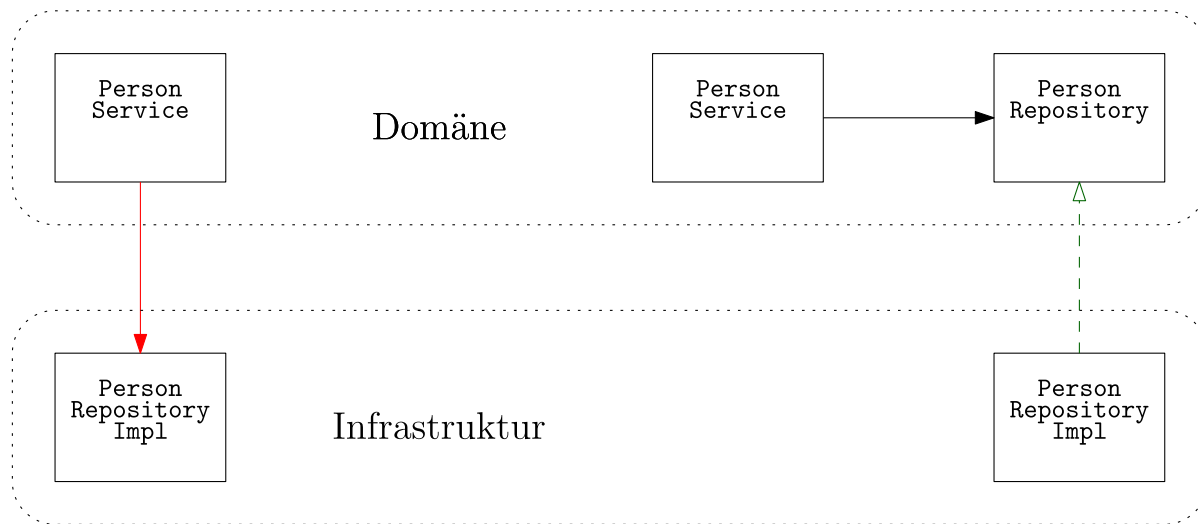 Person
Service
Domäne
Person
Service
Person
Repository
Person
Repository
Impl
Infrastruktur
Person
Repository
Impl